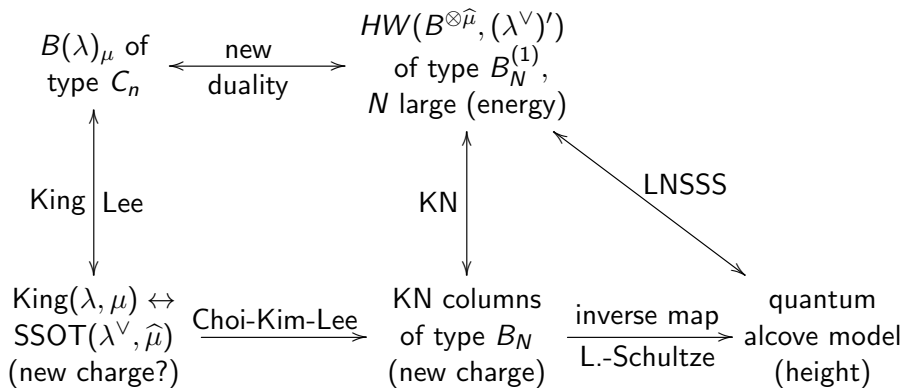 B(λ)_μ of
type C_n
new
duality
HW(B^{⊗μ̂}, (λ^∨)′)
of type B_N^{(1)},
N large (energy)
King
Lee
KN
LNSSS
King(λ, μ) ↔
SSOT(λ^∨, μ̂)
(new charge?)
Choi-Kim-Lee
KN columns
of type B_N
(new charge)
inverse map
L.-Schultze
quantum
alcove model
(height)